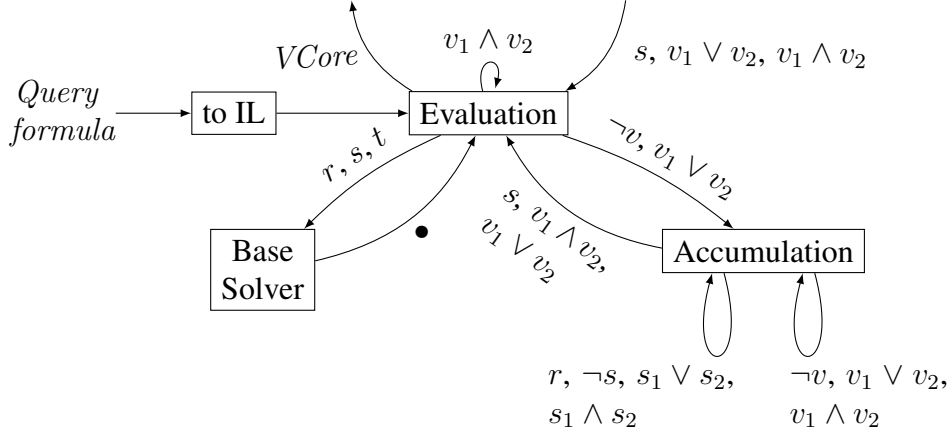 v₁ ∧ v₂
VCore
s, v₁ ∨ v₂, v₁ ∧ v₂
Query
formula
to IL
Evaluation
r, s, t
¬v, v₁ ∨ v₂
s, v₁ ∧ v₂,
v₁ ∨ v₂
•
Base
Solver
Accumulation
r, ¬s, s₁ ∨ s₂,
s₁ ∧ s₂
¬v, v₁ ∨ v₂,
v₁ ∧ v₂